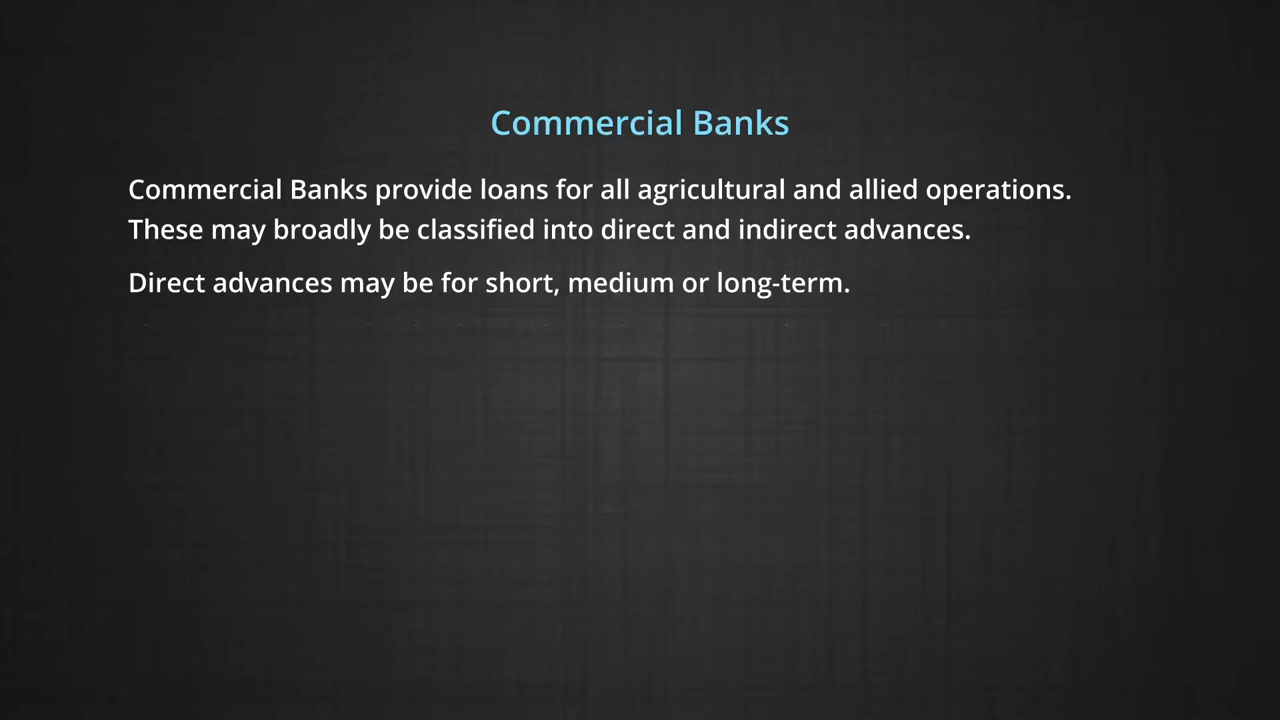 Commercial Banks
Commercial Banks provide loans for all agricultural and allied operations.
These may broadly be classified into direct and indirect advances.
Direct advances may be for short, medium or long-term.